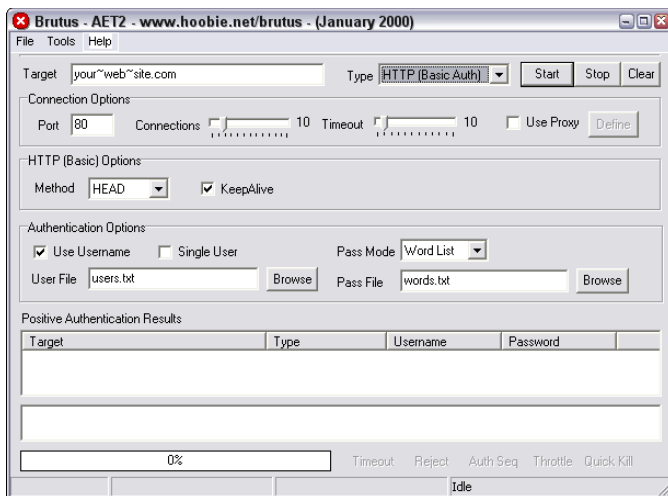 Brutus - AET2 - www.hoobie.net/brutus - (January 2000)
File Tools Help
Target your~web~site.com Type HTTP (Basic Auth) Start Stop Clear
Connection Options
Port 80 Connections 10 Timeout 10 Use Proxy Define
HTTP (Basic) Options
Method HEAD KeepAlive
Authentication Options
Use Username Single User Pass Mode Word List
User File users.txt Browse Pass File words.txt Browse
Positive Authentication Results
Target Type Username Password
0% Timeout Reject Auth Seq Throttle Quick Kill
Idle